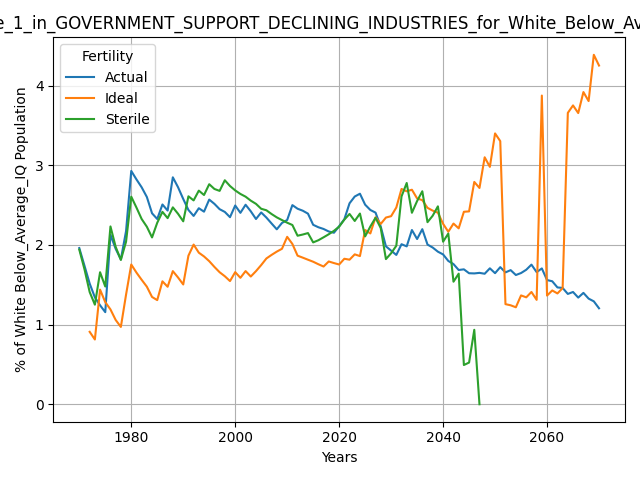 e_1_in_GOVERNMENT_SUPPORT_DECLINING_INDUSTRIES_for_White_Below_Av
Fertility
Actual
Ideal
Sterile
% of White Below_Average_IQ Population
4
3
2
1
0
1980 2000 2020 2040 2060
Years